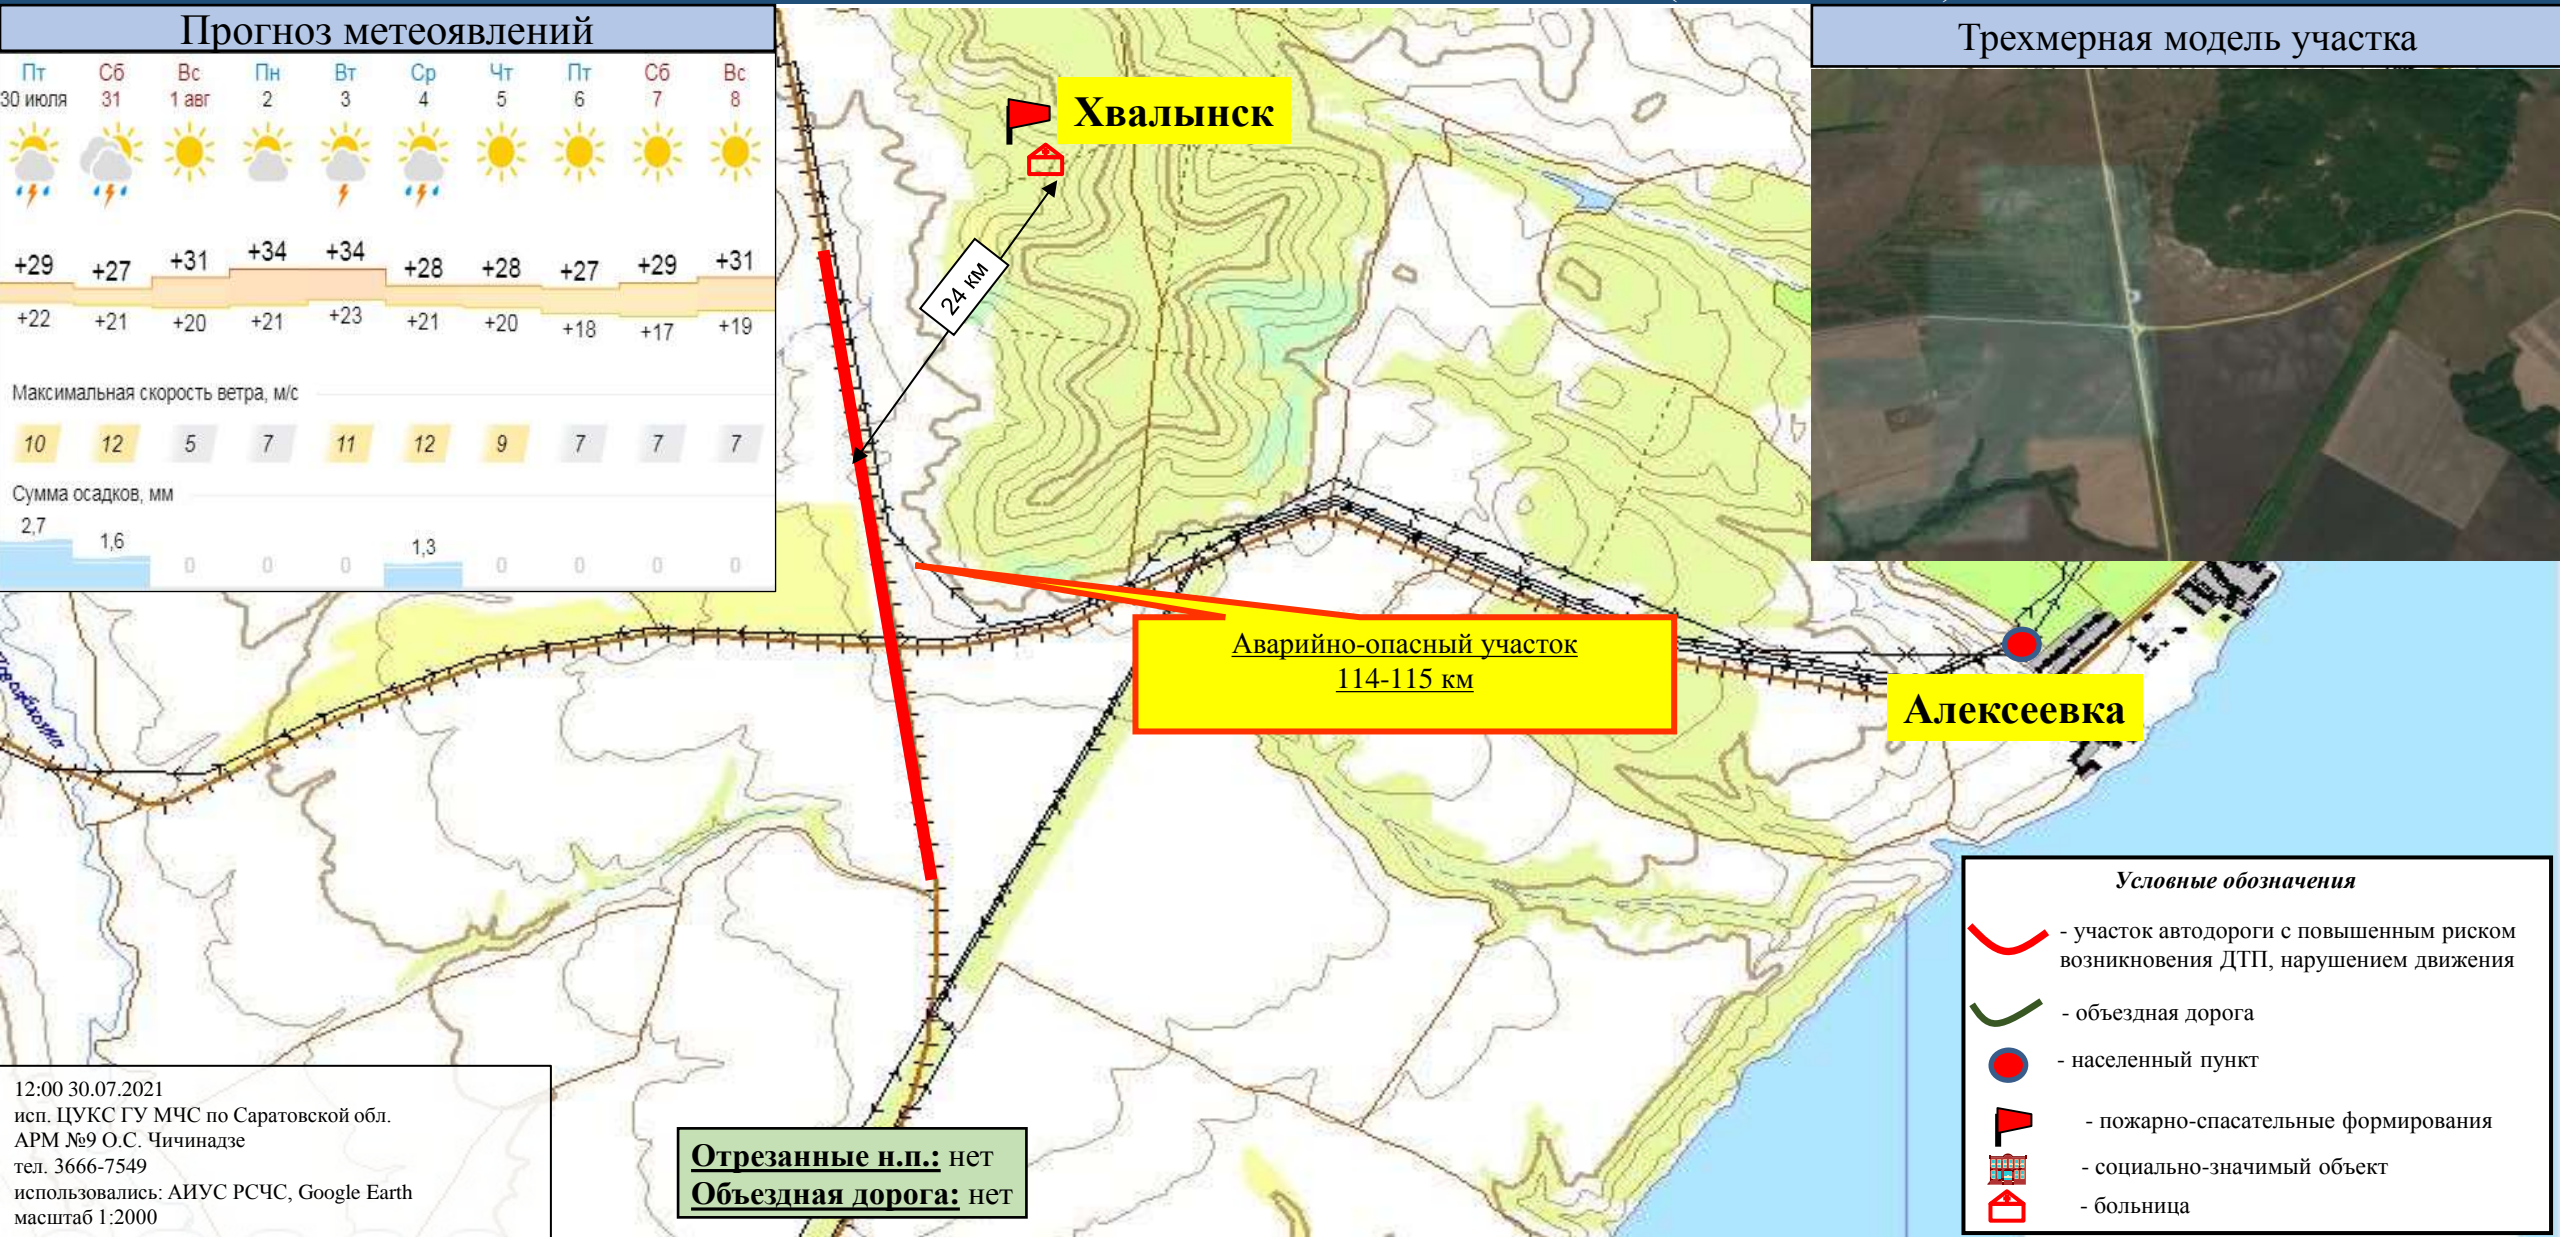 Прогноз метеоявлений
Пт Сб Вс Пн Вт Ср Чт Пт Сб Вс
30 июля 31 1 авг 2 3 4 5 6 7 8
+29 +27 +31 +34 +34 +28 +28 +27 +29 +31
+22 +21 +20 +21 +23 +21 +20 +18 +17 +19
Максимальная скорость ветра, м/с
10 12 5 7 11 12 9 7 7 7
Сумма осадков, мм
2,7 1,6 0 0 0 1,3 0 0 0 0
Хвалынск
24 км
Трехмерная модель участка
Аварийно-опасный участок
114-115 км
Алексеевка
Условные обозначения
- участок автодороги с повышенным риском
возникновения ДТП, нарушением движения
- объездная дорога
- населенный пункт
- пожарно-спасательные формирования
- социально-значимый объект
- больница
12:00 30.07.2021
исп. ЦУКС ГУ МЧС по Саратовской обл.
АРМ №9 О.С. Чичинадзе
тел. 3666-7549
использовались: АИУС РСЧС, Google Earth
масштаб 1:2000
Отрезанные н.п.: нет
Объездная дорога: нет